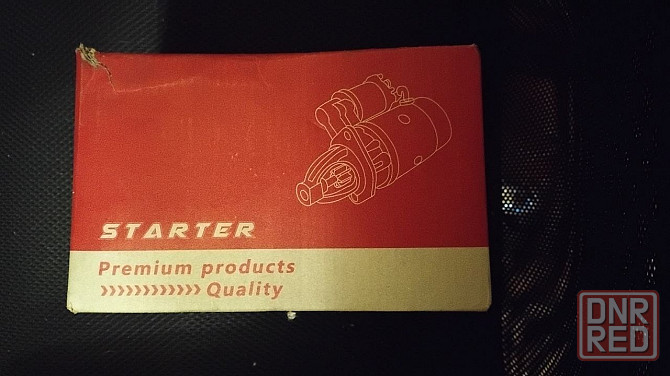 STARTER
Premium products
›››››››››››› Quality
DNR
RED